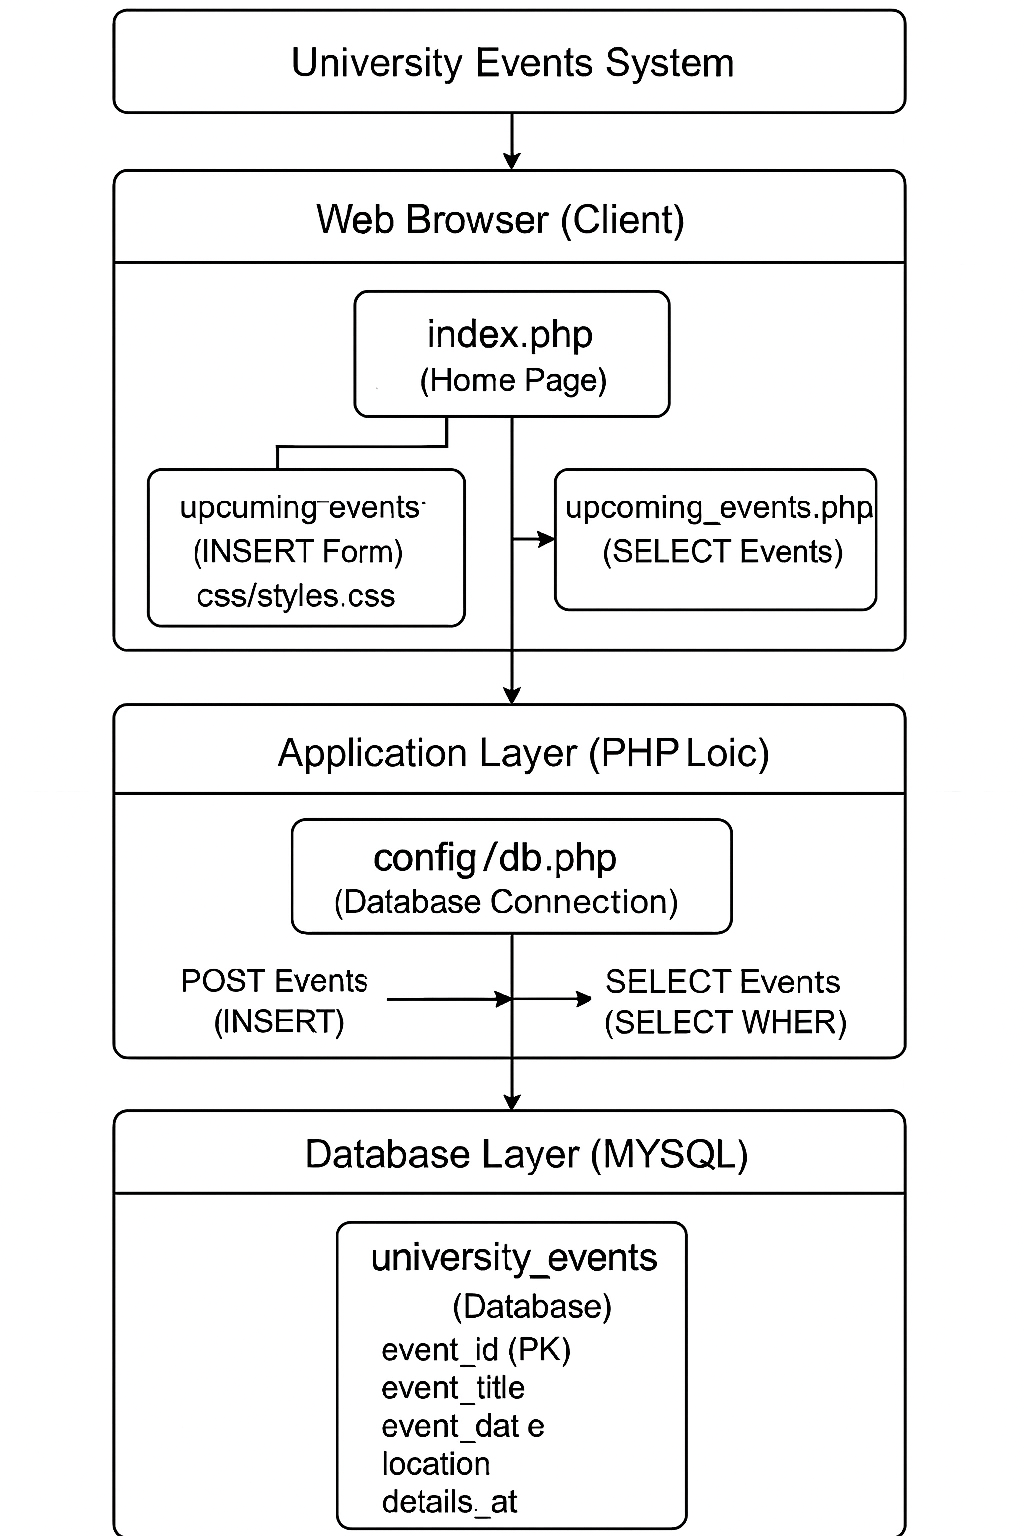 University Events System
Web Browser (Client)
index.php
(Home Page)
upcuming-events-
(INSERT Form)
css/styles.css
upcoming_events.php
(SELECT Events)
Application Layer (PHP Loic)
config/db.php
(Database Connection)
POST Events
(INSERT)
SELECT Events
(SELECT WHER)
Database Layer (MYSQL)
university_events
(Database)
event_id (PK)
event_title
event_dat e
location
details_at